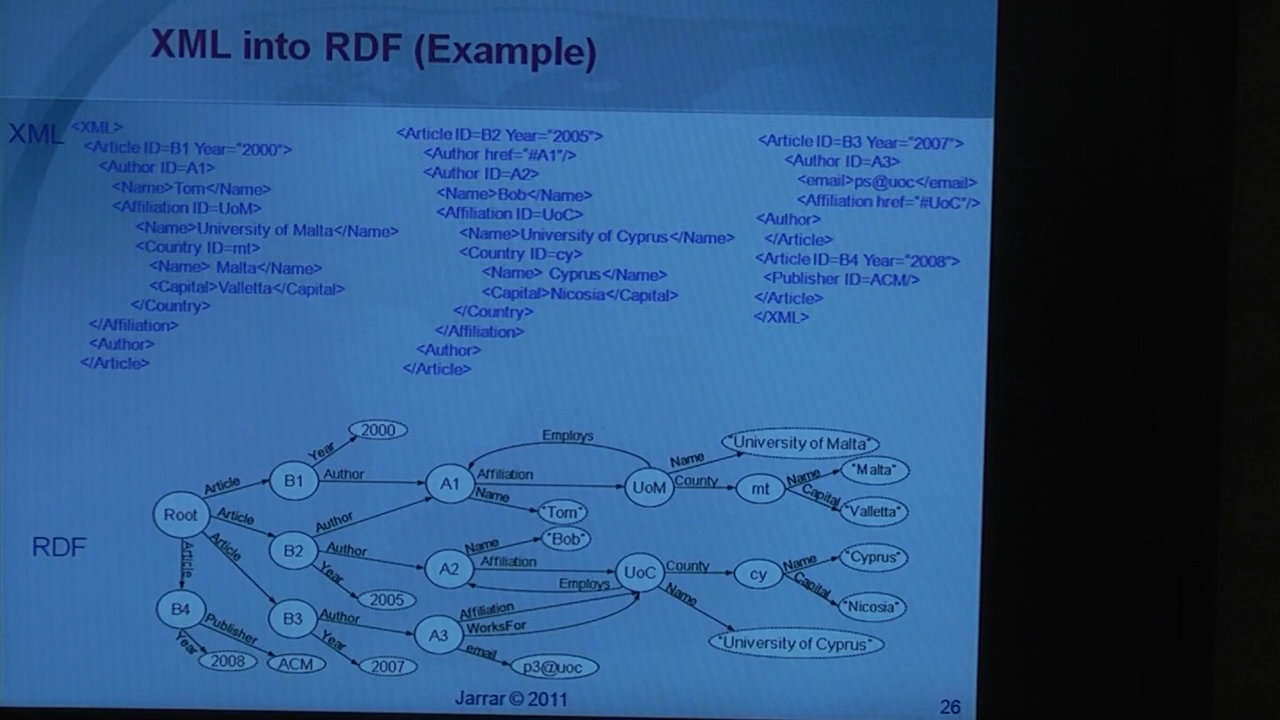 XML into RDF (Example)
XML
<XML>
<Article ID=B1 Year="2000">
<Author ID=A1>
<Name>Tom</Name>
<Affiliation ID=UoM>
<Name>University of Malta</Name>
<Country ID=mt>
<Name> Malta</Name>
<Capital>Valletta</Capital>
</Country>
</Affiliation>
<Author>
</Article>
<Article ID=B2 Year="2005">
<Author href="#A1"/>
<Author ID=A2>
<Name>Bob</Name>
<Affiliation ID=UoC>
<Name>University of Cyprus</Name>
<Country ID=cy>
<Name> Cyprus</Name>
<Capital>Nicosia</Capital>
</Country>
</Affiliation>
<Author>
</Article>
<Article ID=B3 Year="2007">
<Author ID=A3>
<email>ps@uoc</email>
<Affiliation href="#UoC"/>
<Author>
</Article>
<Article ID=B4 Year="2008">
<Publisher ID=ACM/>
</Article>
</XML>
RDF
Root
Article
B1
Year
2000
Author
A1
Employs
Affiliation
UoM
Name
"University of Malta"
County
mt
Name
"Malta"
Capital
"Valletta"
Name
"Tom"
Article
B2
Author
Author
A2
Name
"Bob"
Affiliation
UoC
Employs
County
cy
Name
"Cyprus"
Capital
"Nicosia"
Name
"University of Cyprus"
Year
2005
Article
B3
Author
A3
Affiliation
WorksFor
email
p3@uoc
Year
2007
Article
B4
Publisher
ACM
Year
2008
Jarrar © 2011
26